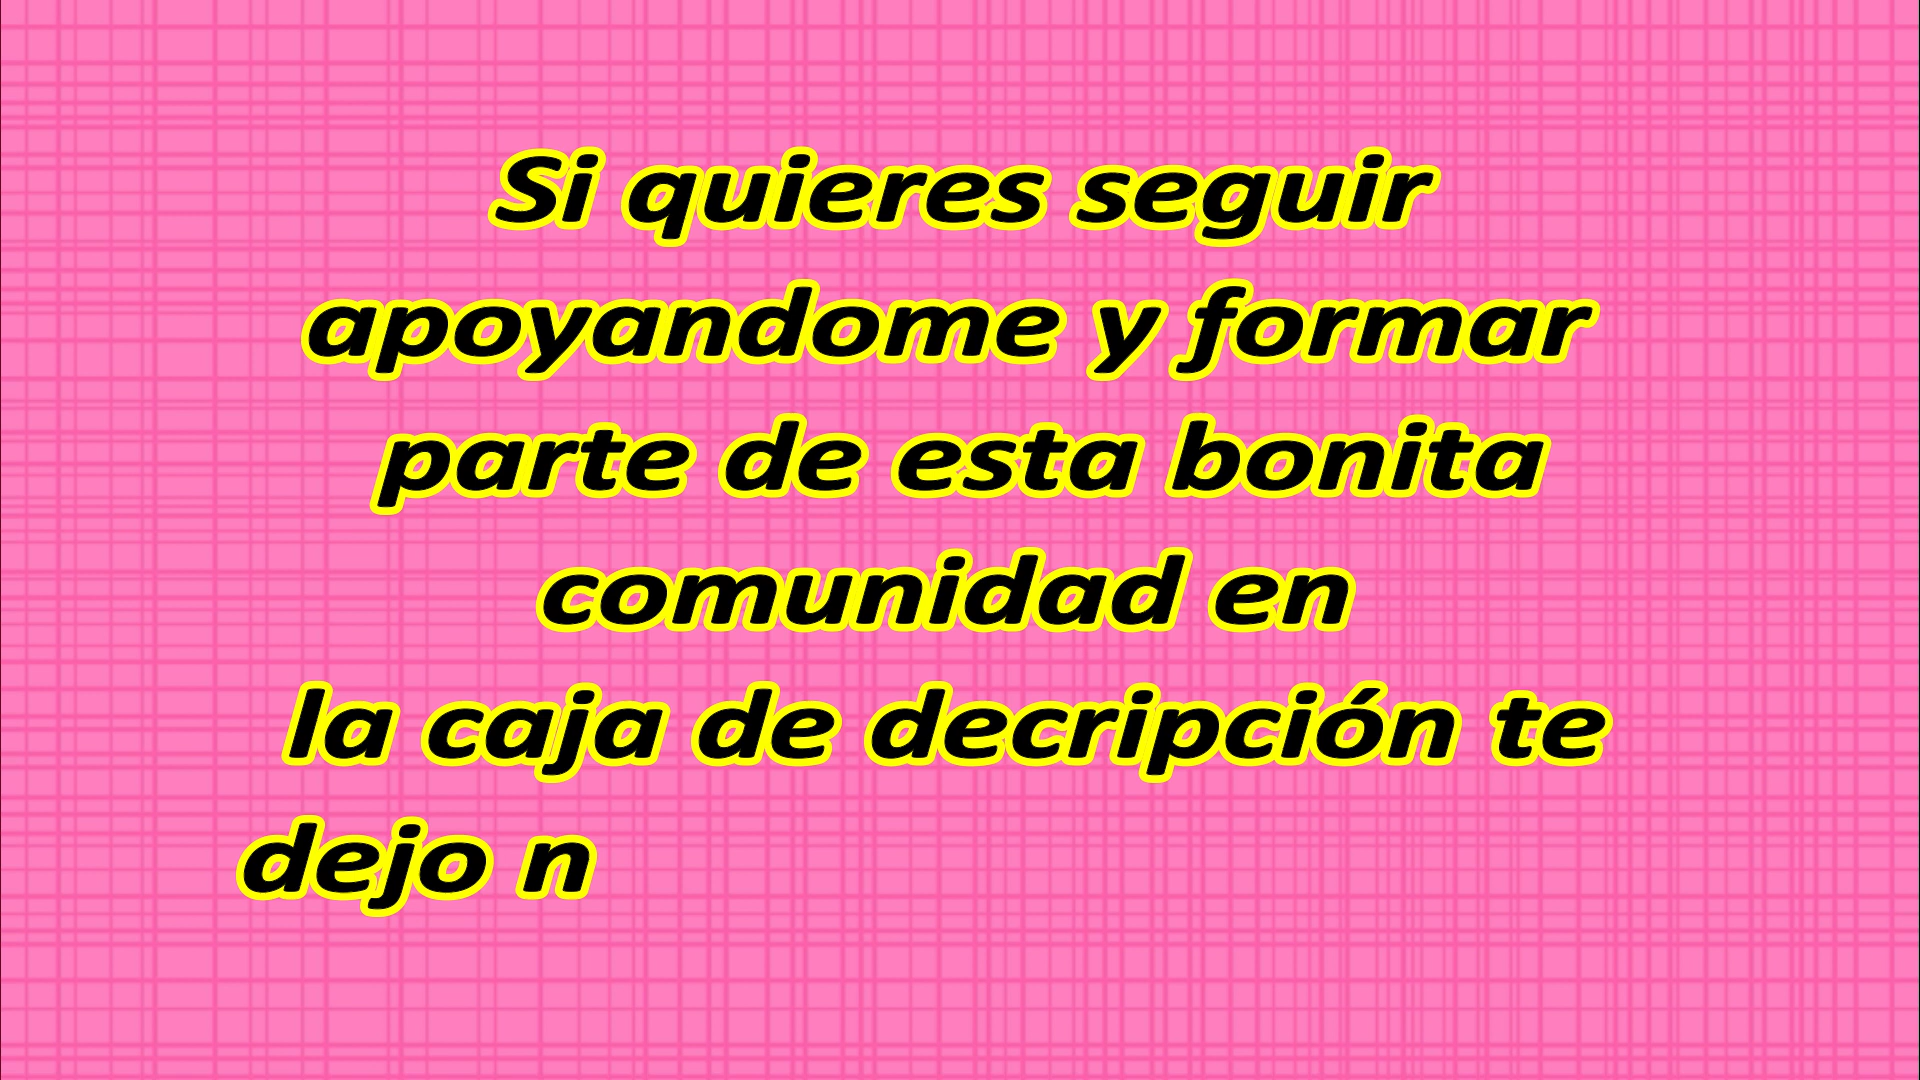 Si quieres seguir
apoyandome y formar
parte de esta bonita
comunidad en
la caja de decripción te
dejo n